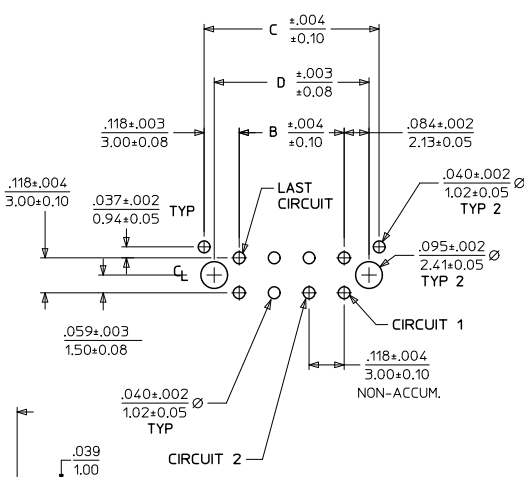 C ±.004
±0.10
D ±.003
±0.08
.118±.003
3.00±0.08
B ±.004
±0.10
.084±.002
2.13±0.05
.118±.004
3.00±0.10
.037±.002
0.94±0.05
TYP
LAST
CIRCUIT
.040±.002
1.02±0.05
Ø
TYP 2
℄
.095±.002
2.41±0.05
Ø
TYP 2
.059±.003
1.50±0.08
CIRCUIT 1
.118±.004
3.00±0.10
NON-ACCUM.
.040±.002
1.02±0.05
Ø
TYP
CIRCUIT 2
.039
1.00